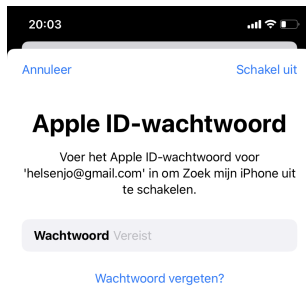 20:03
Annuleer Schakel uit
Apple ID-wachtwoord
Voer het Apple ID-wachtwoord voor
'helsenjo@gmail.com' in om Zoek mijn iPhone uit
te schakelen.
Wachtwoord Vereist
Wachtwoord vergeten?